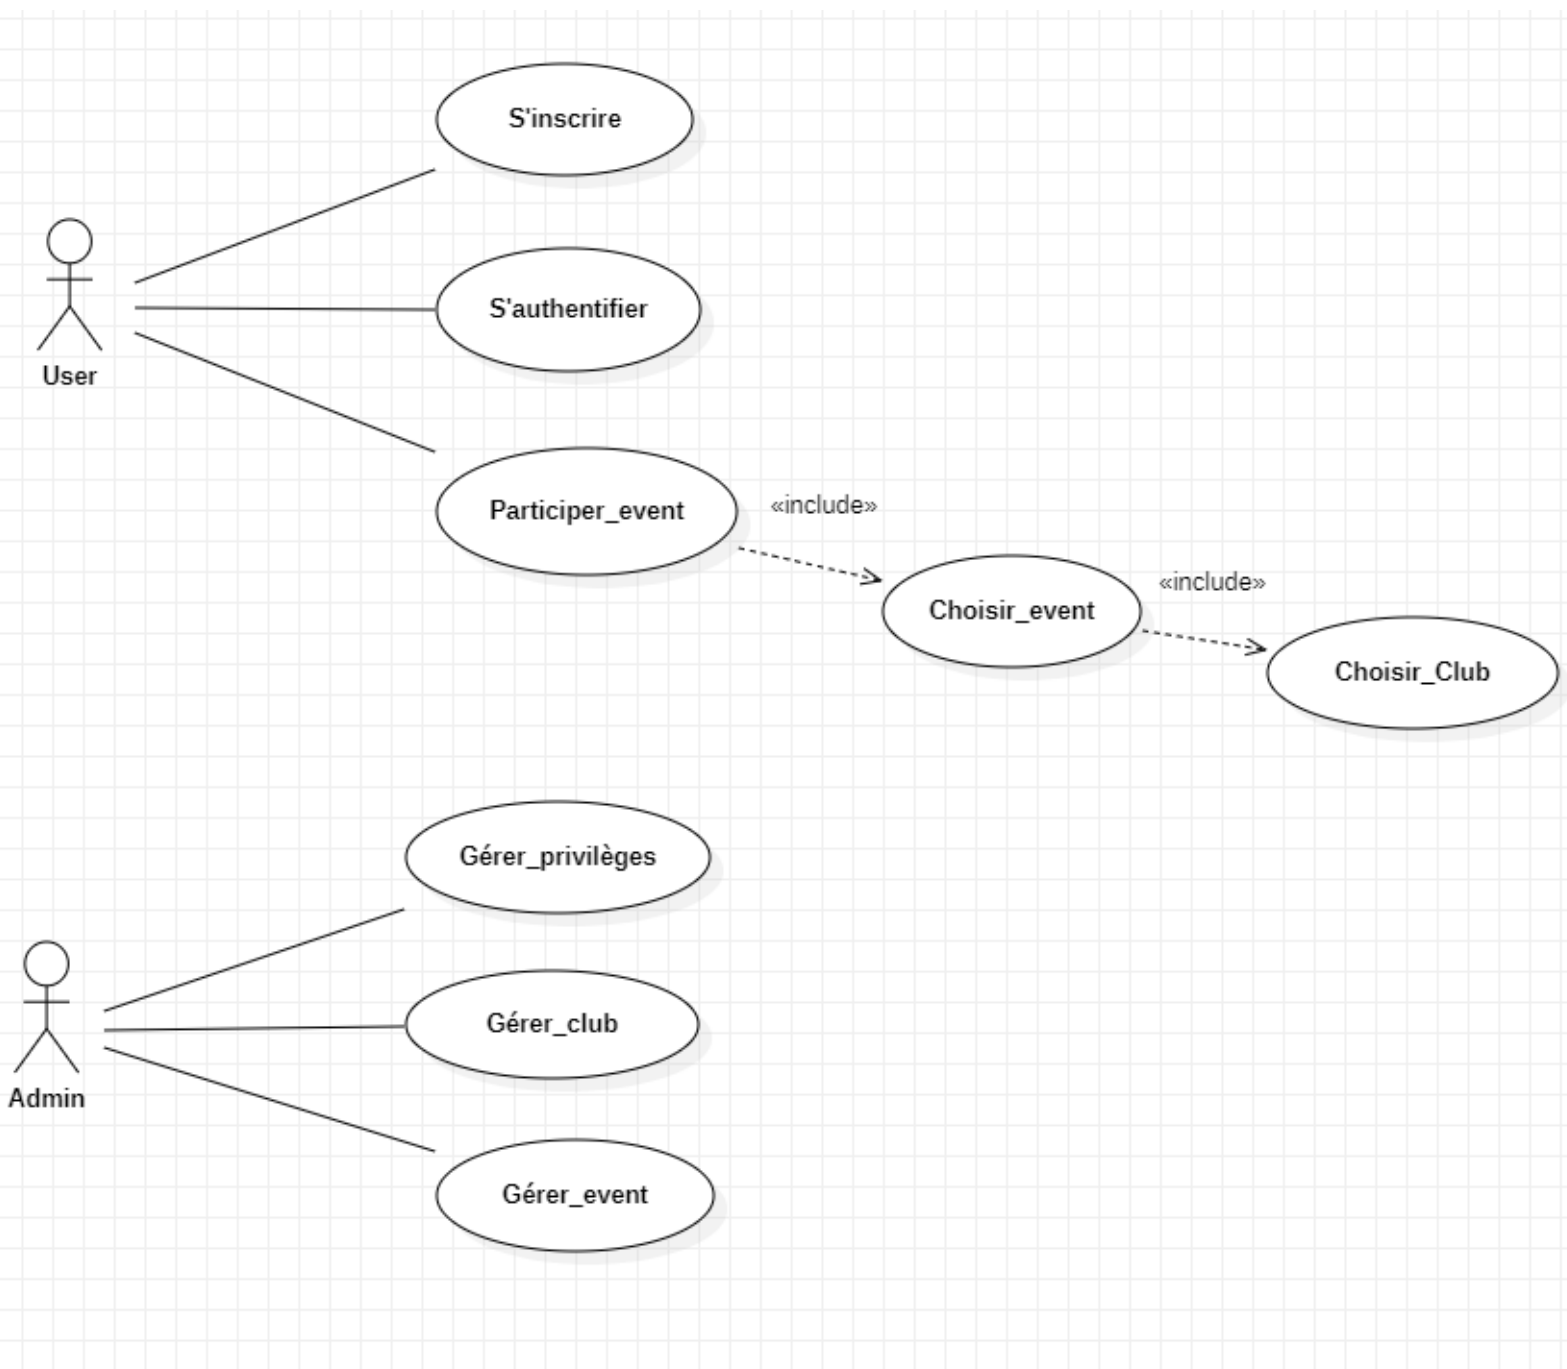 S'inscrire
S'authentifier
User
Participer_event
«include»
Choisir_event
«include»
Choisir_Club
Gérer_privilèges
Gérer_club
Admin
Gérer_event